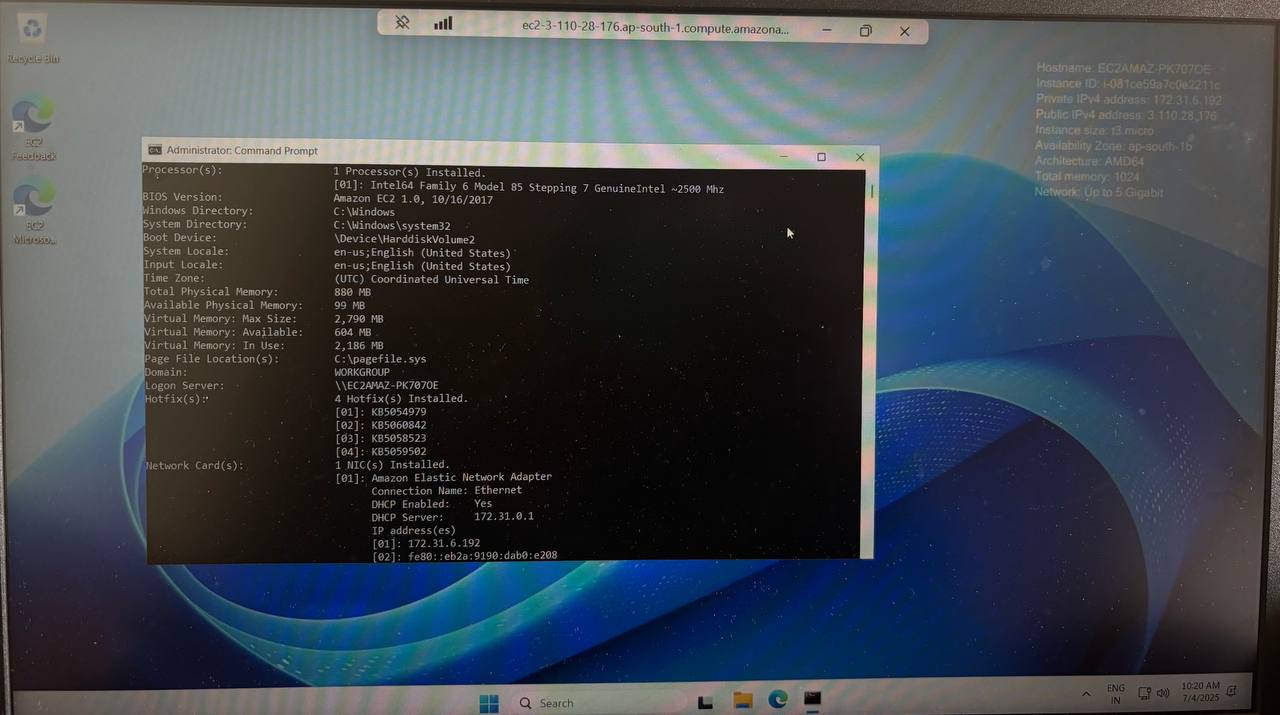 Recycle Bin
EC2
Feedback
EC2
Microso...
ec2-3-110-28-176.ap-south-1.compute.amazona...
Hostname: EC2AMAZ-PK707OE
Instance ID: i-081ce59a7c0e2211c
Private IPv4 address: 172.31.6.192
Public IPv4 address: 3.110.28.176
Instance size: t3.micro
Availability Zone: ap-south-1b
Architecture: AMD64
Total memory: 1024
Network: Up to 5 Gigabit
Administrator: Command Prompt
Processor(s): 1 Processor(s) Installed.
[01]: Intel64 Family 6 Model 85 Stepping 7 GenuineIntel ~2500 Mhz
BIOS Version: Amazon EC2 1.0, 10/16/2017
Windows Directory: C:\Windows
System Directory: C:\Windows\system32
Boot Device: \Device\HarddiskVolume2
System Locale: en-us;English (United States)
Input Locale: en-us;English (United States)
Time Zone: (UTC) Coordinated Universal Time
Total Physical Memory: 880 MB
Available Physical Memory: 99 MB
Virtual Memory: Max Size: 2,790 MB
Virtual Memory: Available: 604 MB
Virtual Memory: In Use: 2,186 MB
Page File Location(s): C:\pagefile.sys
Domain: WORKGROUP
Logon Server: \\EC2AMAZ-PK707OE
Hotfix(s): 4 Hotfix(s) Installed.
[01]: KB5054979
[02]: KB5060842
[03]: KB5058523
[04]: KB5059502
Network Card(s): 1 NIC(s) Installed.
[01]: Amazon Elastic Network Adapter
Connection Name: Ethernet
DHCP Enabled: Yes
DHCP Server: 172.31.0.1
IP address(es)
[01]: 172.31.6.192
[02]: fe80::eb2a:9190:dab0:e208
Search
ENG
IN
10:20 AM
7/4/2025